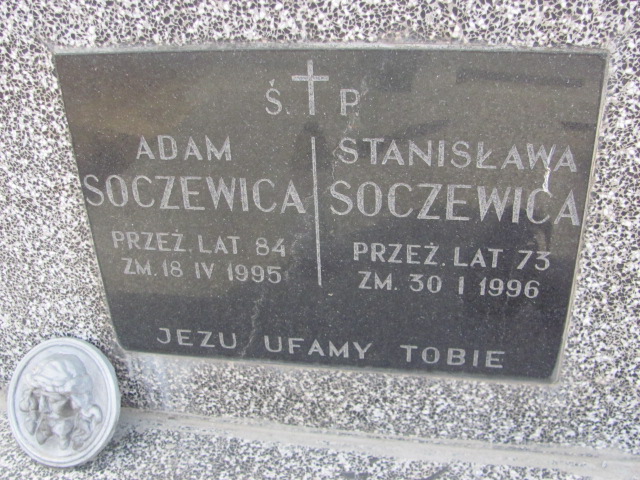 Ś. P.
ADAM
SOCZEWICA
PRZEŻ. LAT 84
ZM. 18 IV 1995
STANISŁAWA
SOCZEWICA
PRZEŻ. LAT 73
ZM. 30 I 1996
JEZU UFAMY TOBIE